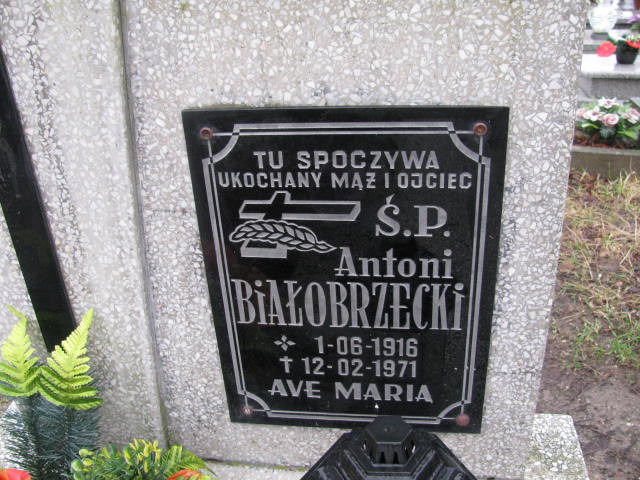 TU SPOCZYWA
UKOCHANY MĄŻ I OJCIEC
Ś.P.
Antoni
BIAŁOBRZECKI
1-06-1916
† 12-02-1971
AVE MARIA